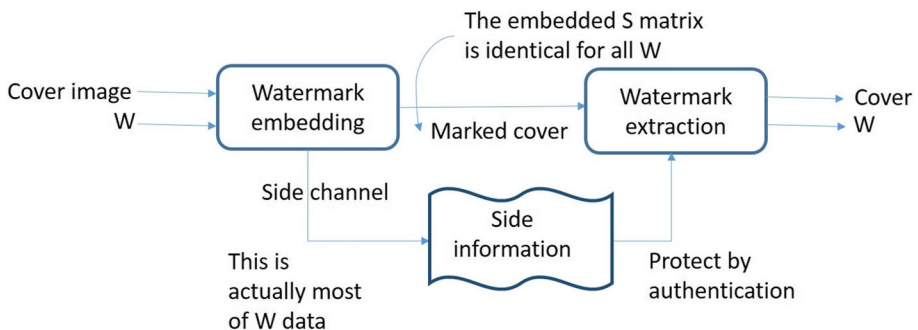 The embedded S matrix
is identical for all W
Cover image
W
Watermark
embedding
Marked cover
Watermark
extraction
Cover
W
Side channel
Side
information
This is
actually most
of W data
Protect by
authentication